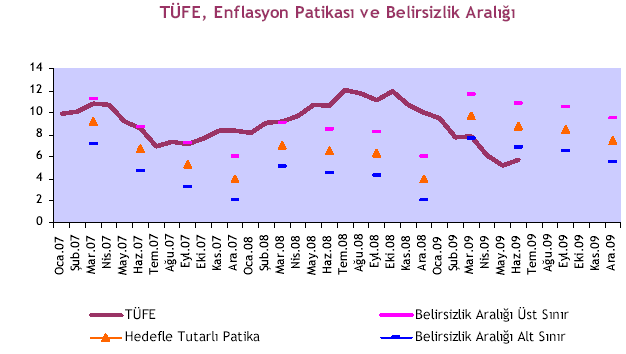 TÜFE, Enflasyon Patikası ve Belirsizlik Aralığı
14
12
10
8
6
4
2
0
Oca.07
Şub.07
Mar.07
Nis.07
May.07
Haz.07
Tem.07
Ağu.07
Eyl.07
Eki.07
Kas.07
Ara.07
Oca.08
Şub.08
Mar.08
Nis.08
May.08
Haz.08
Tem.08
Ağu.08
Eyl.08
Eki.08
Kas.08
Ara.08
Oca.09
Şub.09
Mar.09
Nis.09
May.09
Haz.09
Tem.09
Ağu.09
Eyl.09
Eki.09
Kas.09
Ara.09
TÜFE
Belirsizlik Aralığı Üst Sınır
Hedefle Tutarlı Patika
Belirsizlik Aralığı Alt Sınır